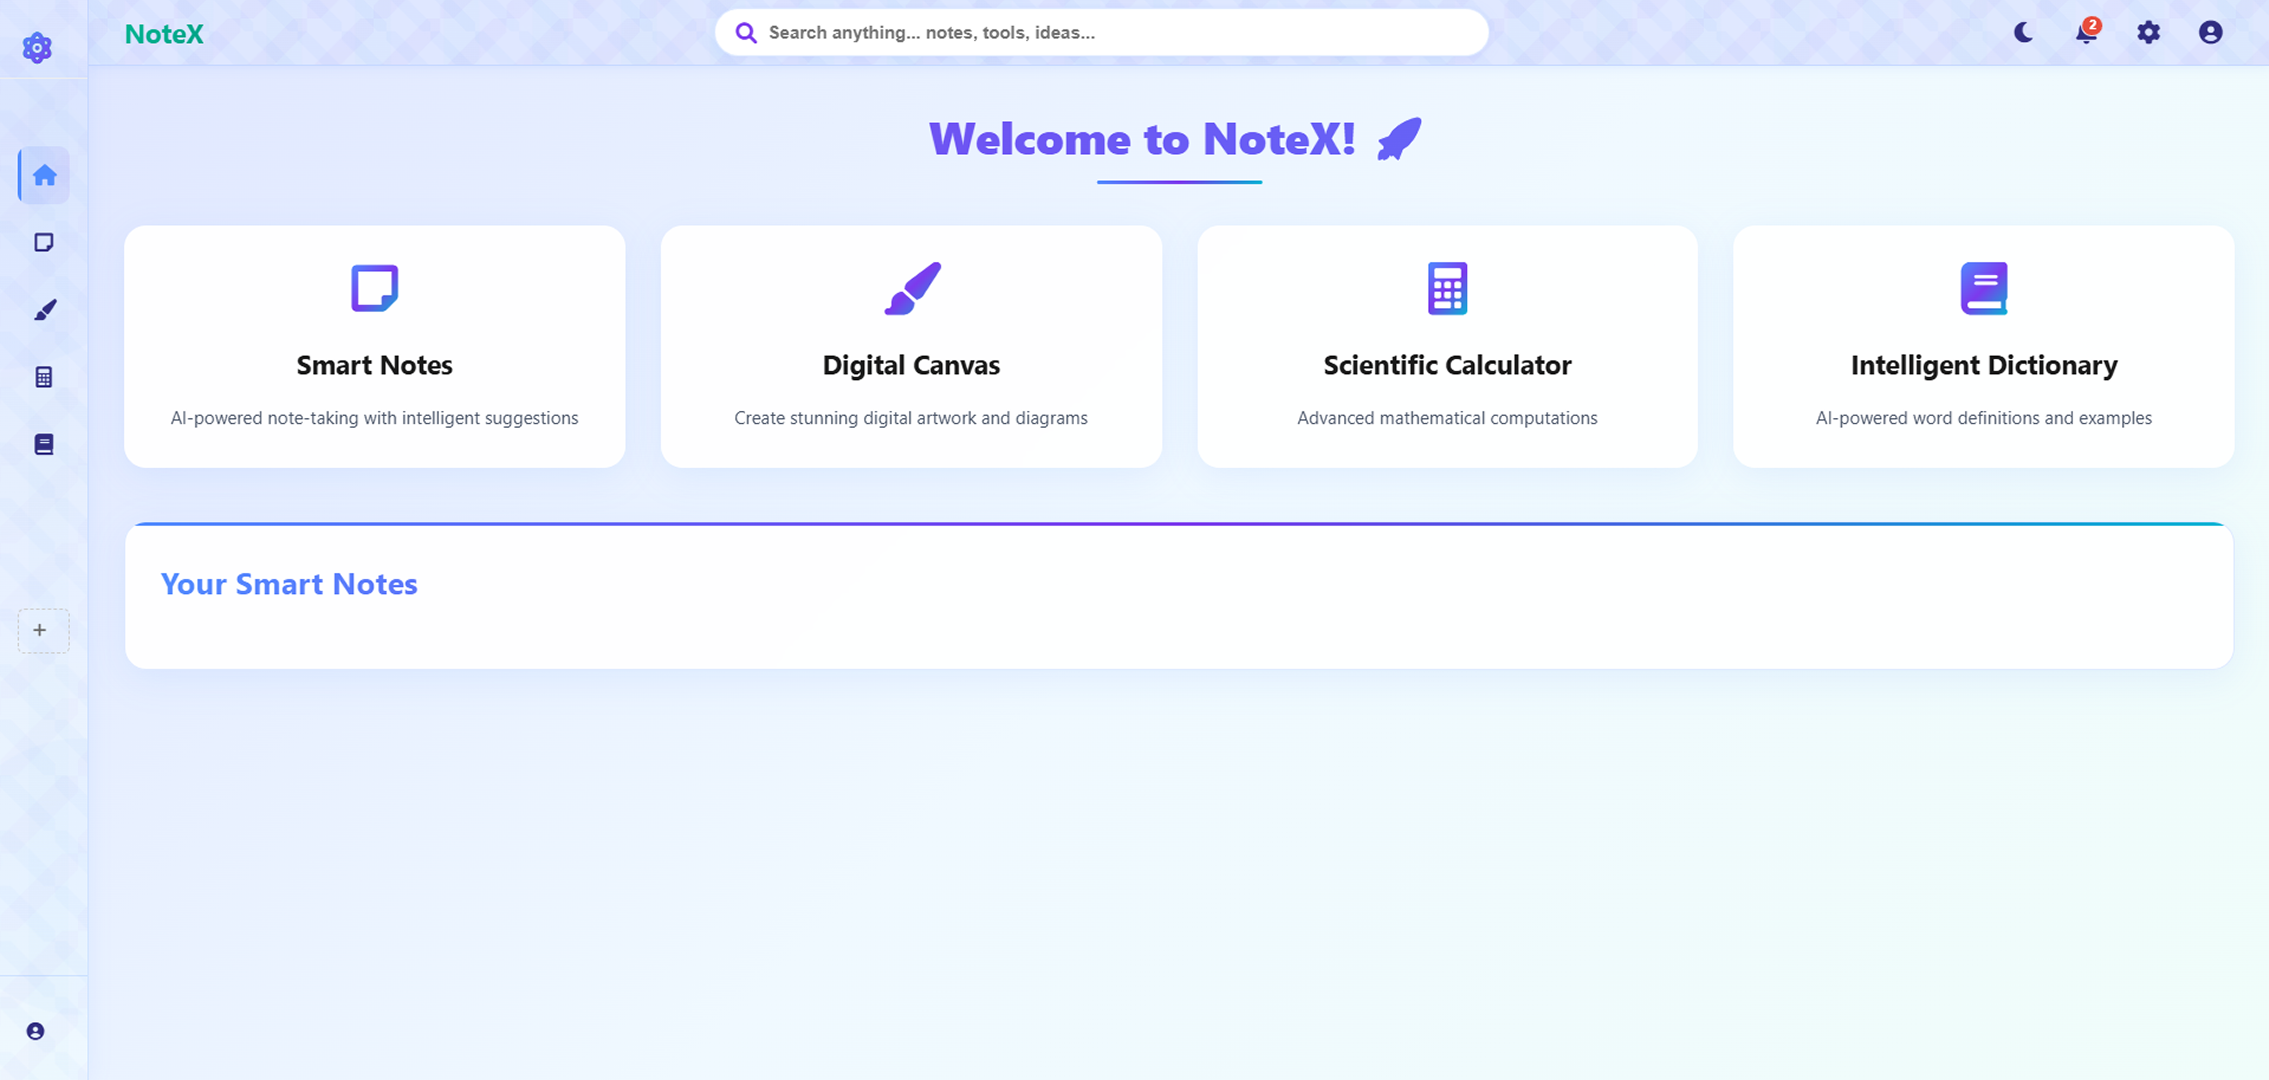 NoteX
Search anything... notes, tools, ideas...
2
Welcome to NoteX!
Smart Notes
AI-powered note-taking with intelligent suggestions
Digital Canvas
Create stunning digital artwork and diagrams
Scientific Calculator
Advanced mathematical computations
Intelligent Dictionary
AI-powered word definitions and examples
Your Smart Notes
+